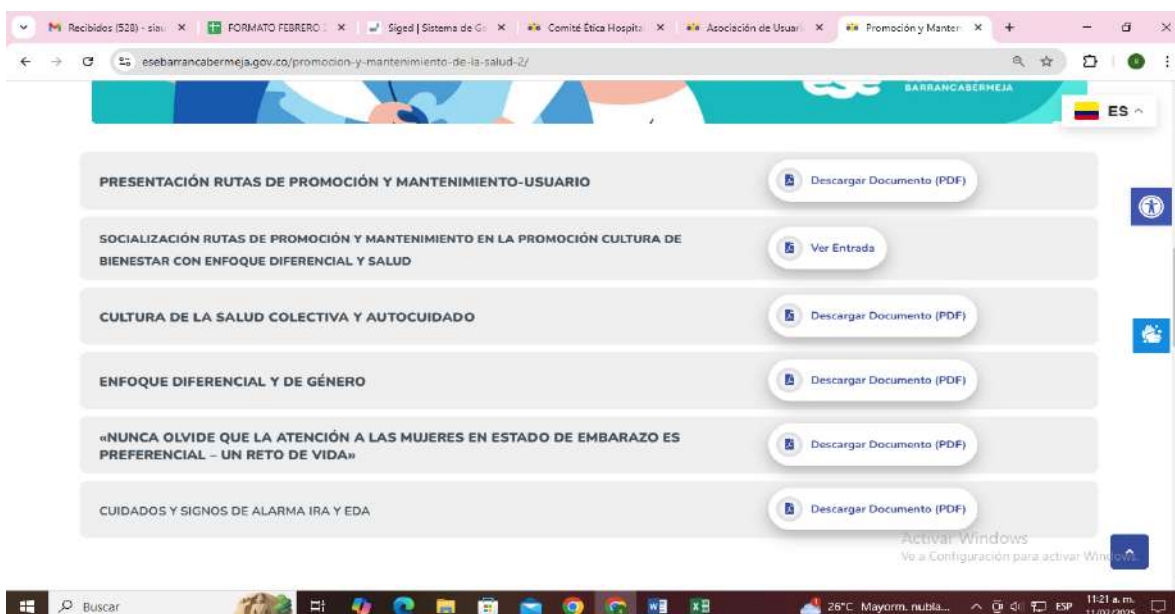 Recibidos (528) - siau
FORMATO FEBRERO
Siged | Sistema de Ge
Comité Ética Hospita
Asociación de Usuari
Promoción y Manten
esebarrancabermeja.gov.co/promocion-y-mantenimiento-de-la-salud-2/
ese
BARRANCABERMEJA
ES
PRESENTACIÓN RUTAS DE PROMOCIÓN Y MANTENIMIENTO-USUARIO
Descargar Documento (PDF)
SOCIALIZACIÓN RUTAS DE PROMOCIÓN Y MANTENIMIENTO EN LA PROMOCIÓN CULTURA DE
BIENESTAR CON ENFOQUE DIFERENCIAL Y SALUD
Ver Entrada
CULTURA DE LA SALUD COLECTIVA Y AUTOCUIDADO
Descargar Documento (PDF)
ENFOQUE DIFERENCIAL Y DE GÉNERO
Descargar Documento (PDF)
«NUNCA OLVIDE QUE LA ATENCIÓN A LAS MUJERES EN ESTADO DE EMBARAZO ES
PREFERENCIAL – UN RETO DE VIDA»
Descargar Documento (PDF)
CUIDADOS Y SIGNOS DE ALARMA IRA Y EDA
Descargar Documento (PDF)
Activar Windows
Ve a Configuración para activar Windows.
Buscar
26°C Mayorm. nubla...
ESP
11:21 a. m.
11/03/2025